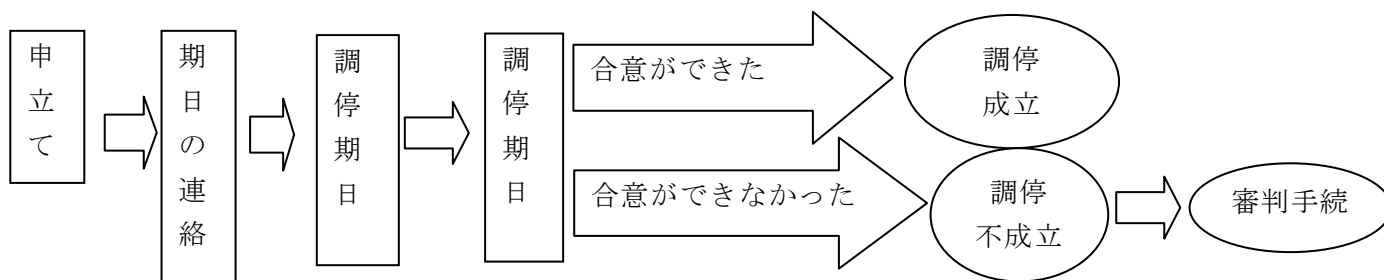 申立て
期日の連絡
調停期日
調停期日
合意ができた
調停
成立
合意ができなかった
調停
不成立
審判手続